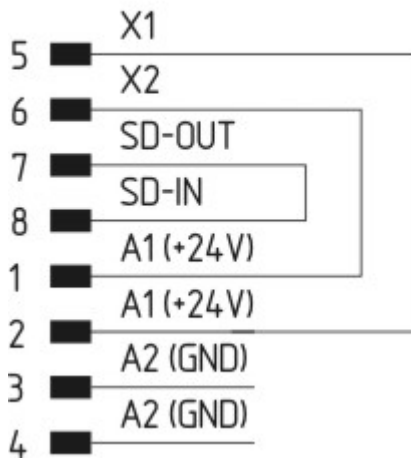 5 X1
6 X2
7 SD-OUT
8 SD-IN
1 A1 (+24V)
2 A1 (+24V)
3 A2 (GND)
4 A2 (GND)